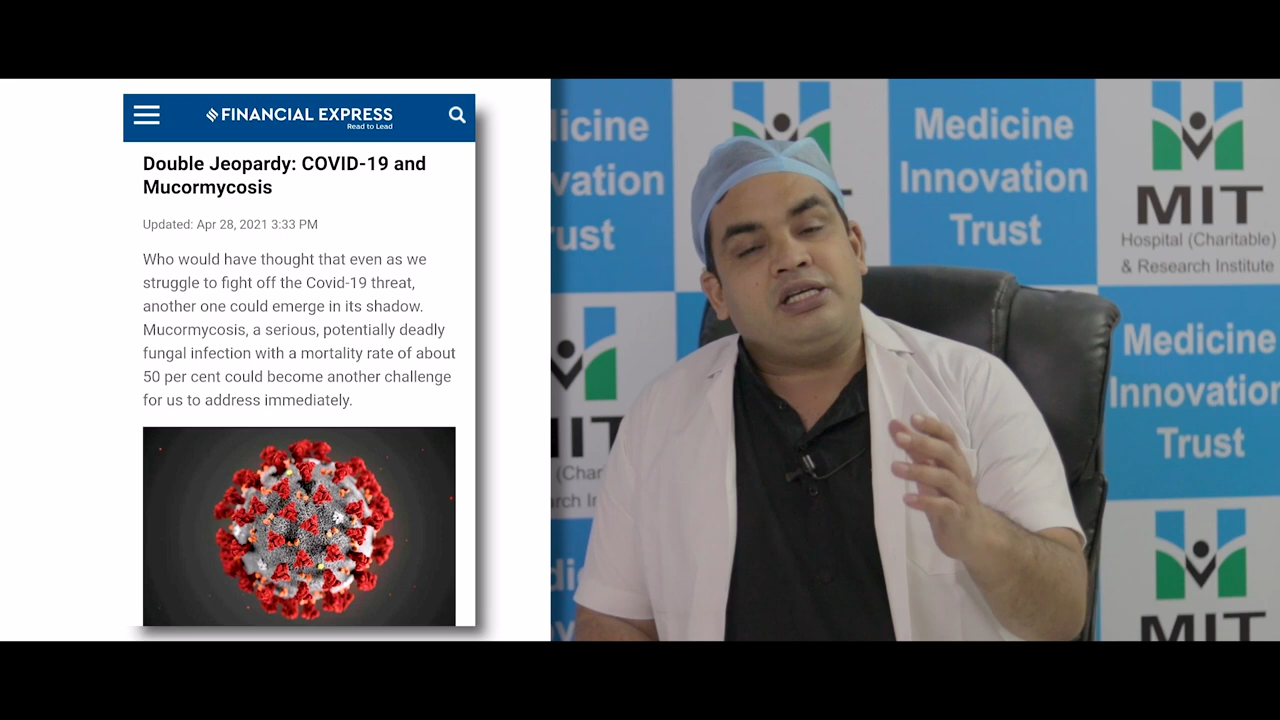 FINANCIAL EXPRESS
Read to Lead
Double Jeopardy: COVID-19 and
Mucormycosis
Updated: Apr 28, 2021 3:33 PM
Who would have thought that even as we
struggle to fight off the Covid-19 threat,
another one could emerge in its shadow.
Mucormycosis, a serious, potentially deadly
fungal infection with a mortality rate of about
50 per cent could become another challenge
for us to address immediately.
Medicine
Innovation
Trust
MIT
Hospital (Charitable)
& Research Institute
Medicine
Innovation
Trust
MIT